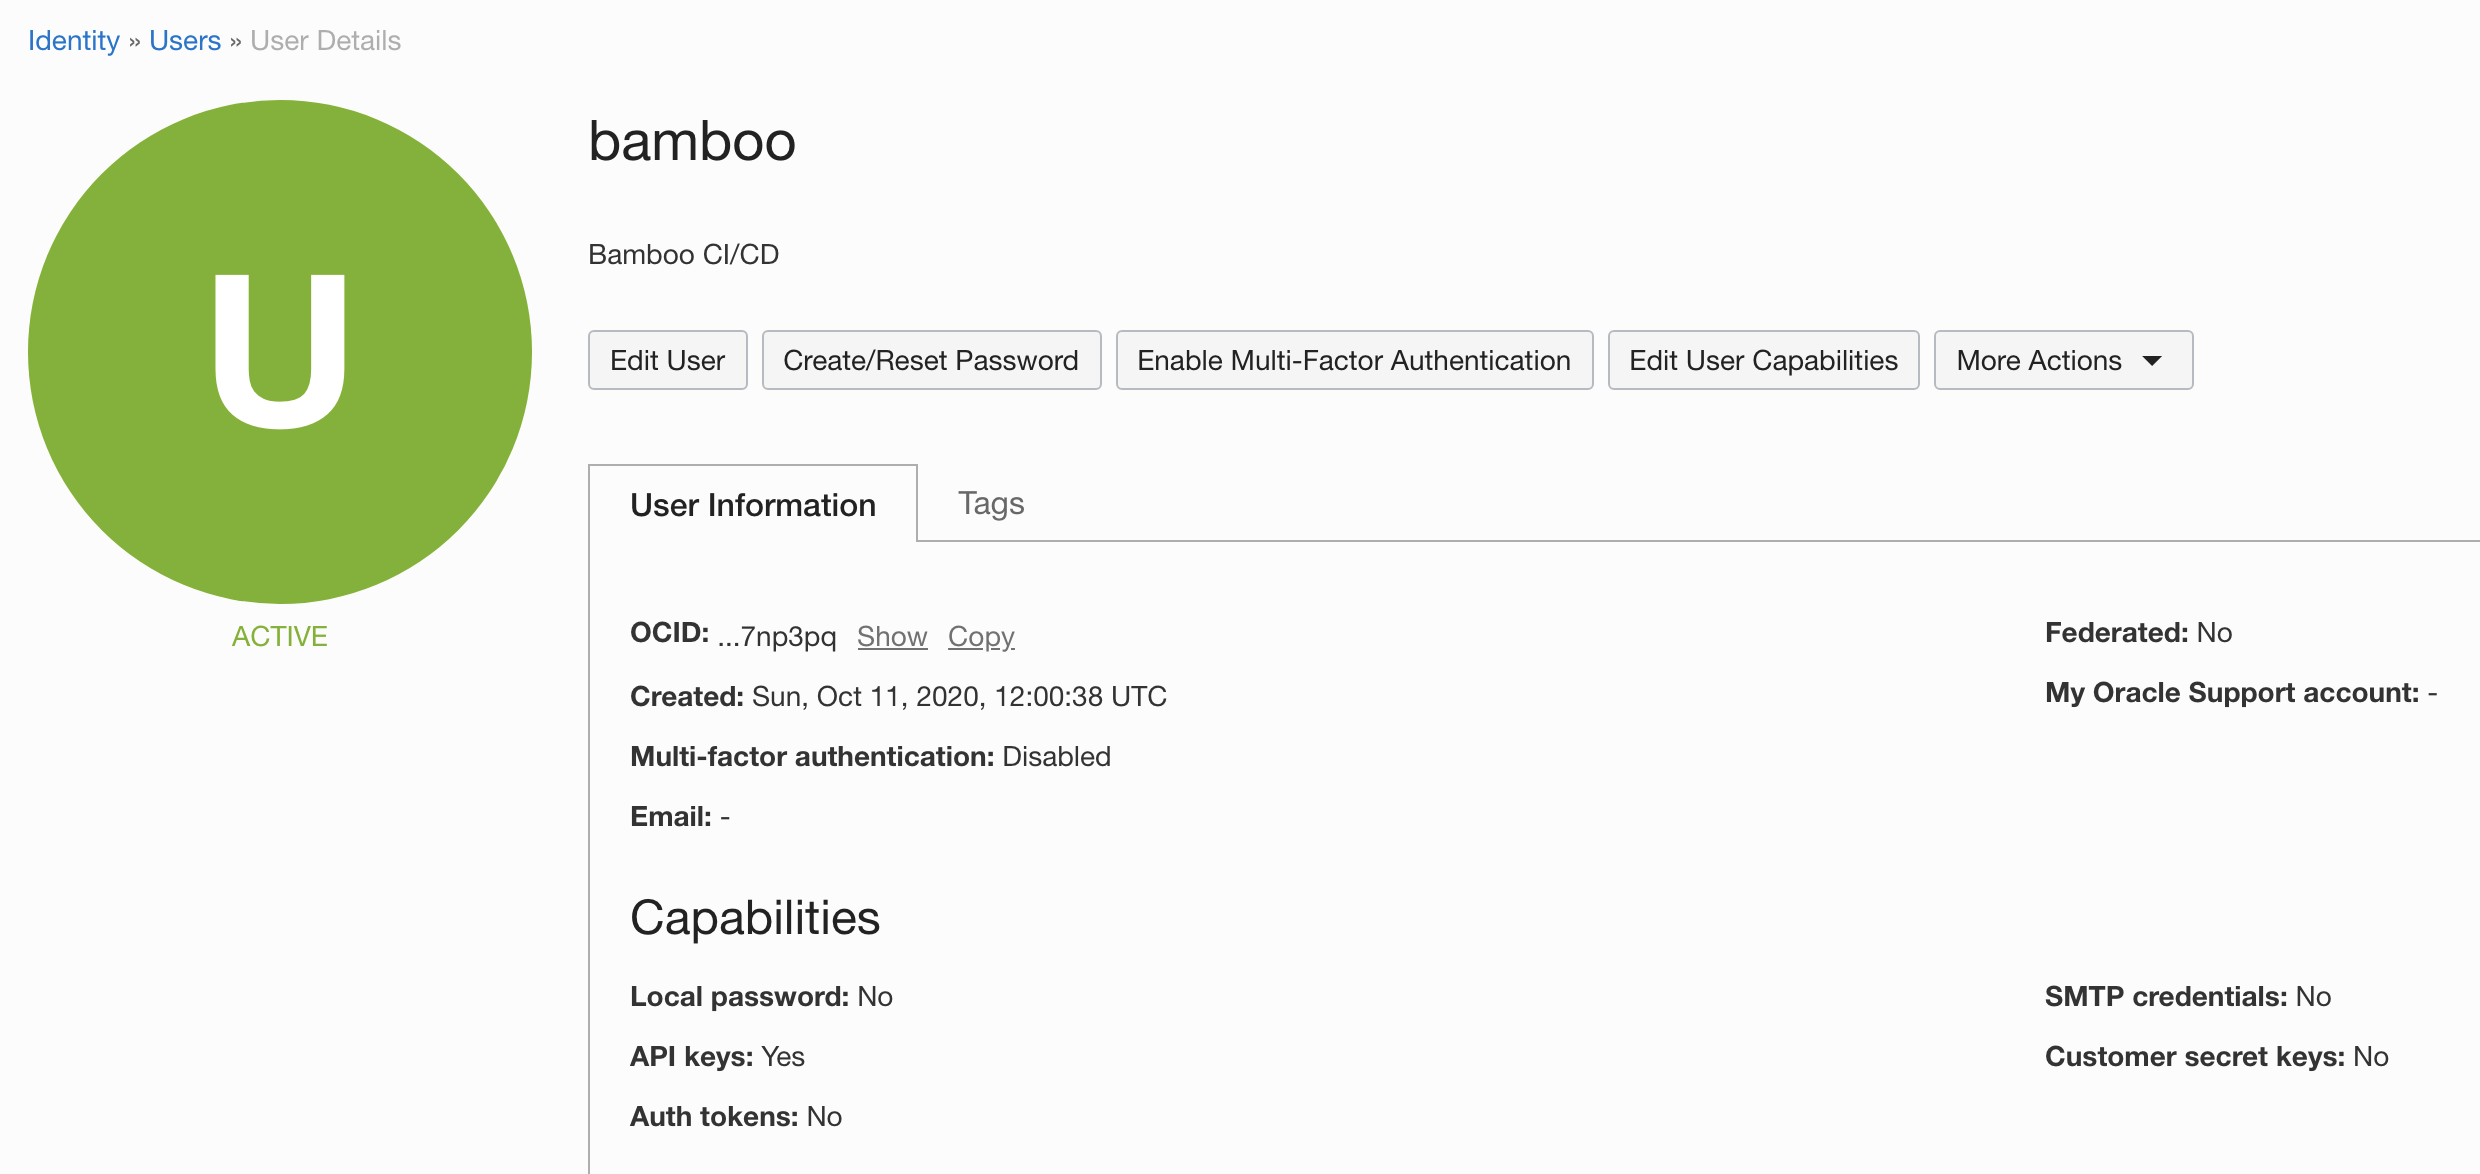 Identity » Users » User Details
U
ACTIVE
bamboo
Bamboo CI/CD
Edit User Create/Reset Password Enable Multi-Factor Authentication Edit User Capabilities More Actions
User Information Tags
OCID: ...7np3pq Show Copy
Created: Sun, Oct 11, 2020, 12:00:38 UTC
Multi-factor authentication: Disabled
Email: -
Federated: No
My Oracle Support account: -
Capabilities
Local password: No
API keys: Yes
Auth tokens: No
SMTP credentials: No
Customer secret keys: No